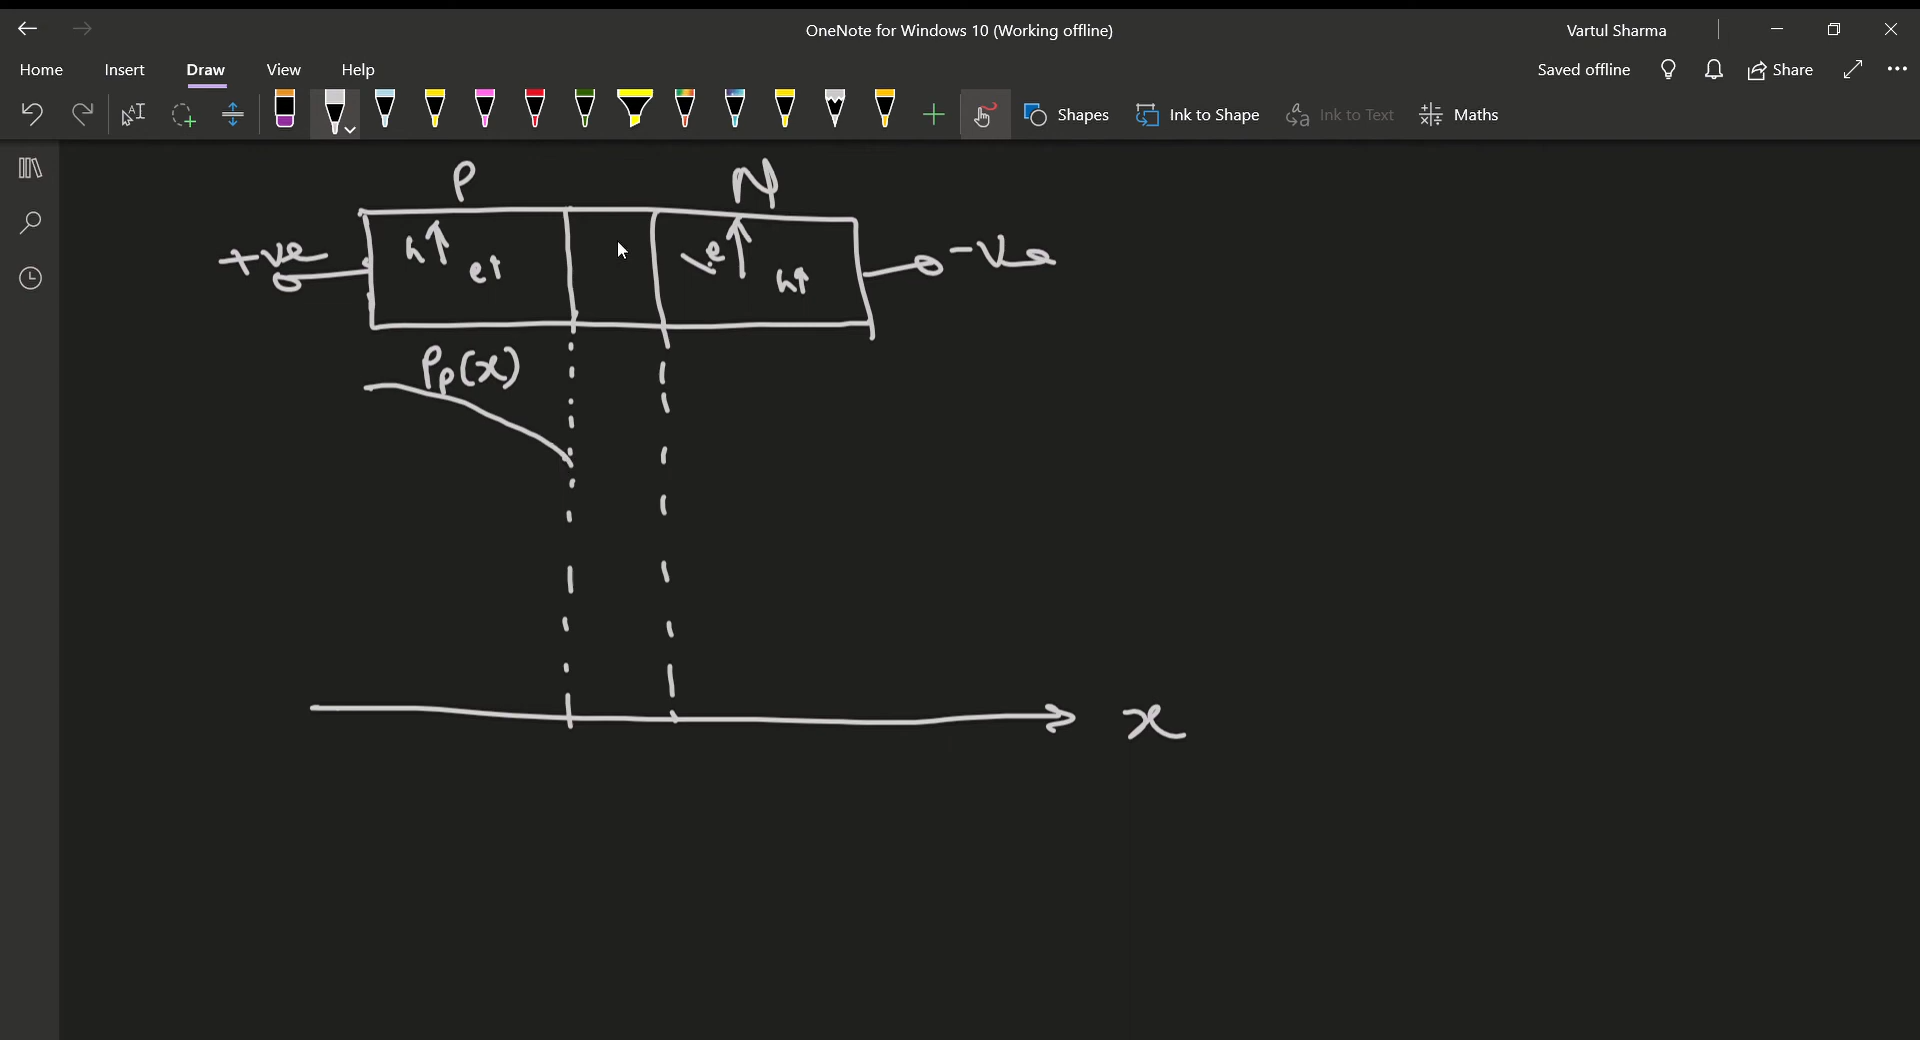 OneNote for Windows 10 (Working offline)
Vartul Sharma
Home Insert Draw View Help
Saved offline Share
Shapes Ink to Shape Ink to Text Maths
P N
+ve h↑ e↑ e↑ h↑ -ve
Pp(x)
x